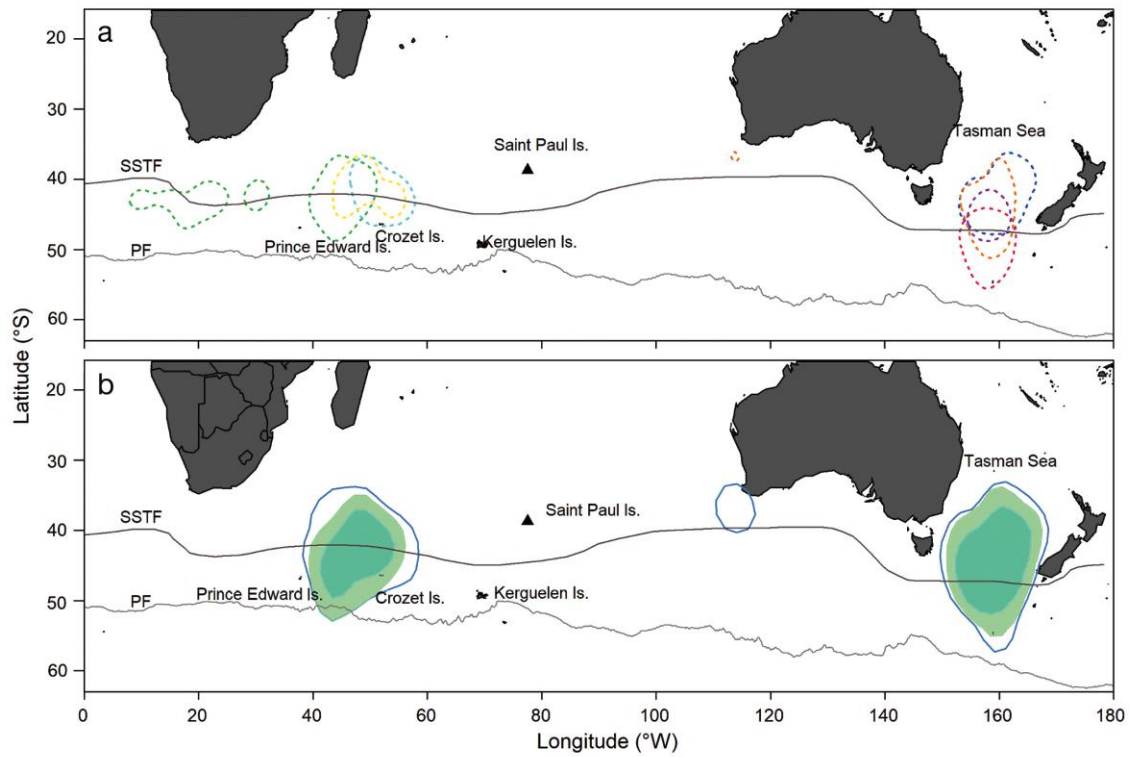 a
20
30
40
50
60
SSTF
PF
Saint Paul Is.
Tasman Sea
Prince Edward Is.
Crozet Is.
Kerguelen Is.
Latitude (°S)
b
20
30
40
50
60
SSTF
PF
Saint Paul Is.
Tasman Sea
Prince Edward Is.
Crozet Is.
Kerguelen Is.
0 20 40 60 80 100 120 140 160 180
Longitude (°W)